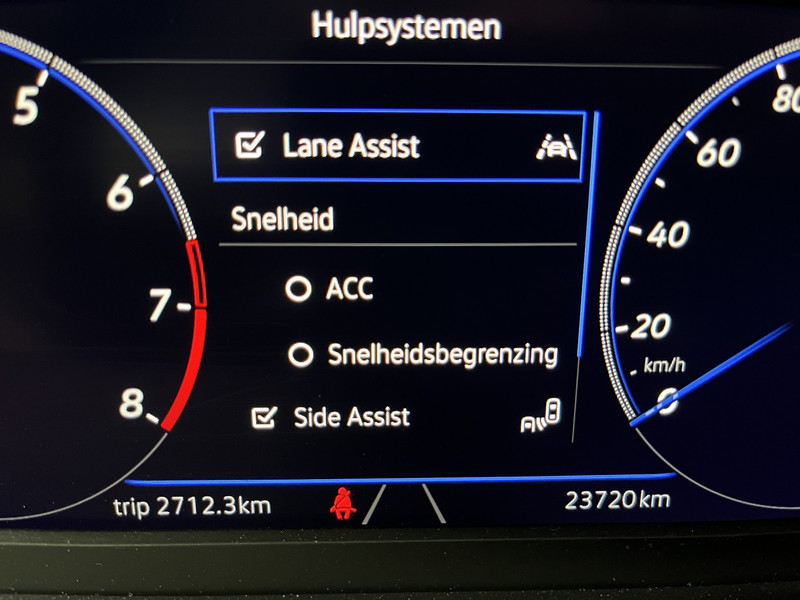 Hulpsystemen
5
6
7
8
Lane Assist
Snelheid
ACC
Snelheidsbegrenzing
Side Assist
80
60
40
20
km/h
0
trip 2712.3km
23720km